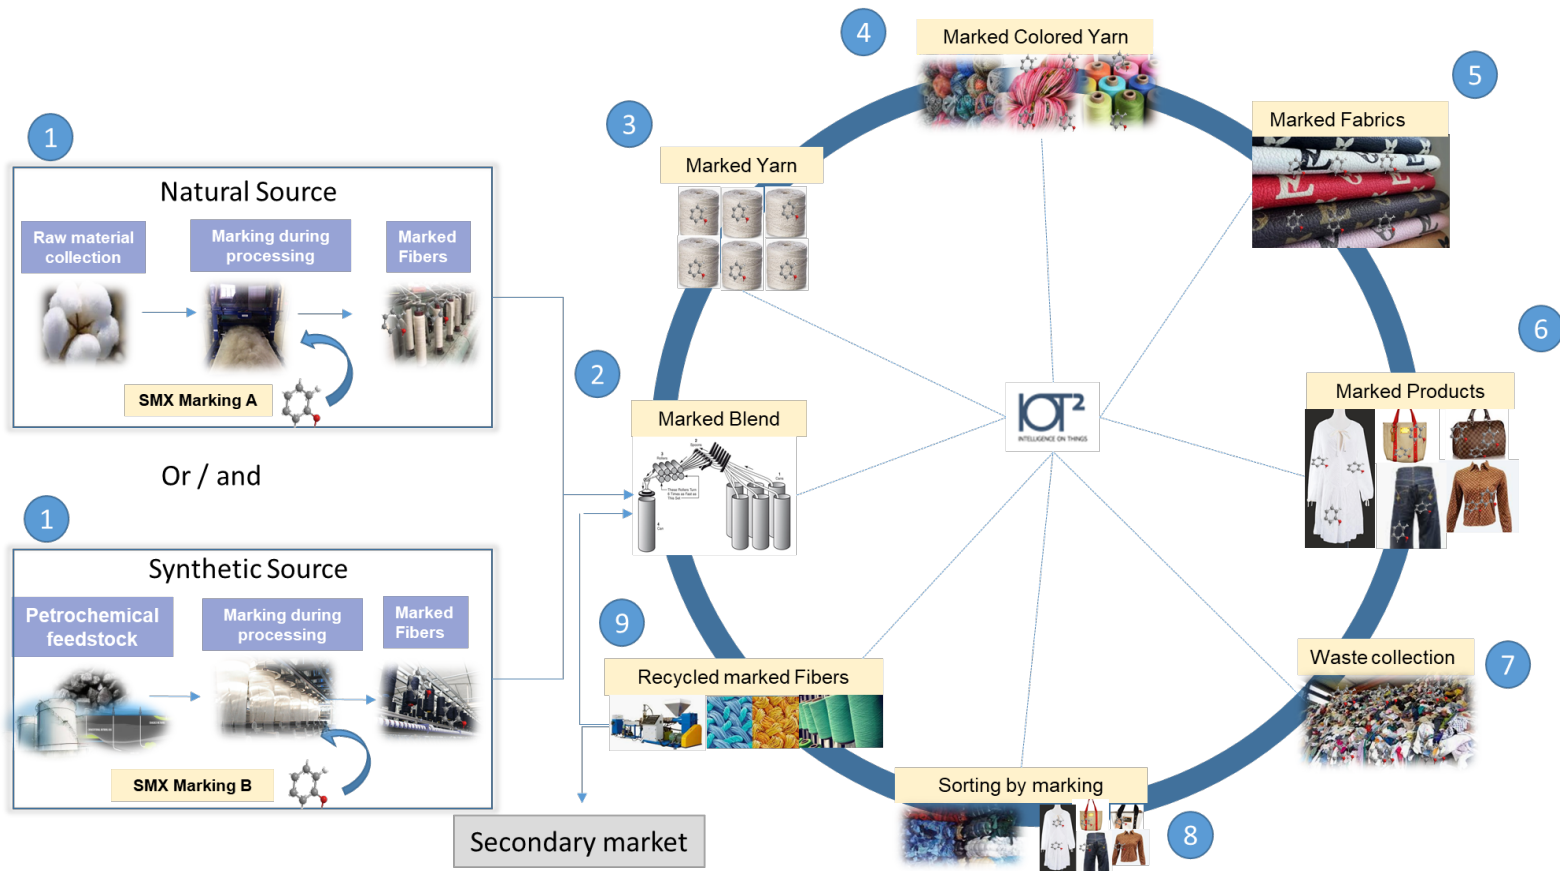 1
Natural Source
Raw material
collection
Marking during
processing
Marked
Fibers
SMX Marking A
Or / and
1
Synthetic Source
Petrochemical
feedstock
Marking during
processing
Marked
Fibers
SMX Marking B
2
Marked Blend
3
Marked Yarn
4
Marked Colored Yarn
5
Marked Fabrics
6
Marked Products
7
Waste collection
8
Sorting by marking
9
Recycled marked Fibers
Secondary market
IOT²
INTELLIGENCE ON THINGS